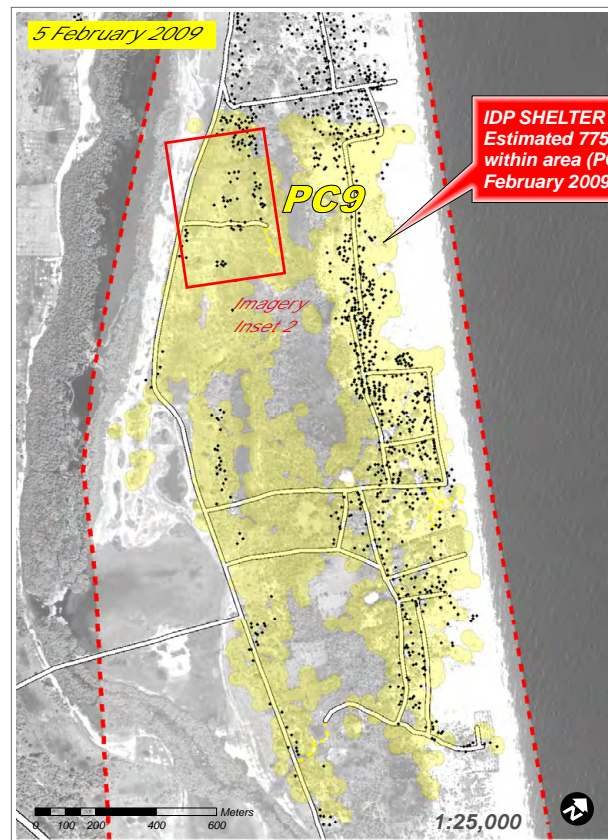 5 February 2009
IDP SHELTER
Estimated 775
within area (P
February 2009
PC9
Imagery
Inset 2
Meters
0 100 200 400 600
1:25,000